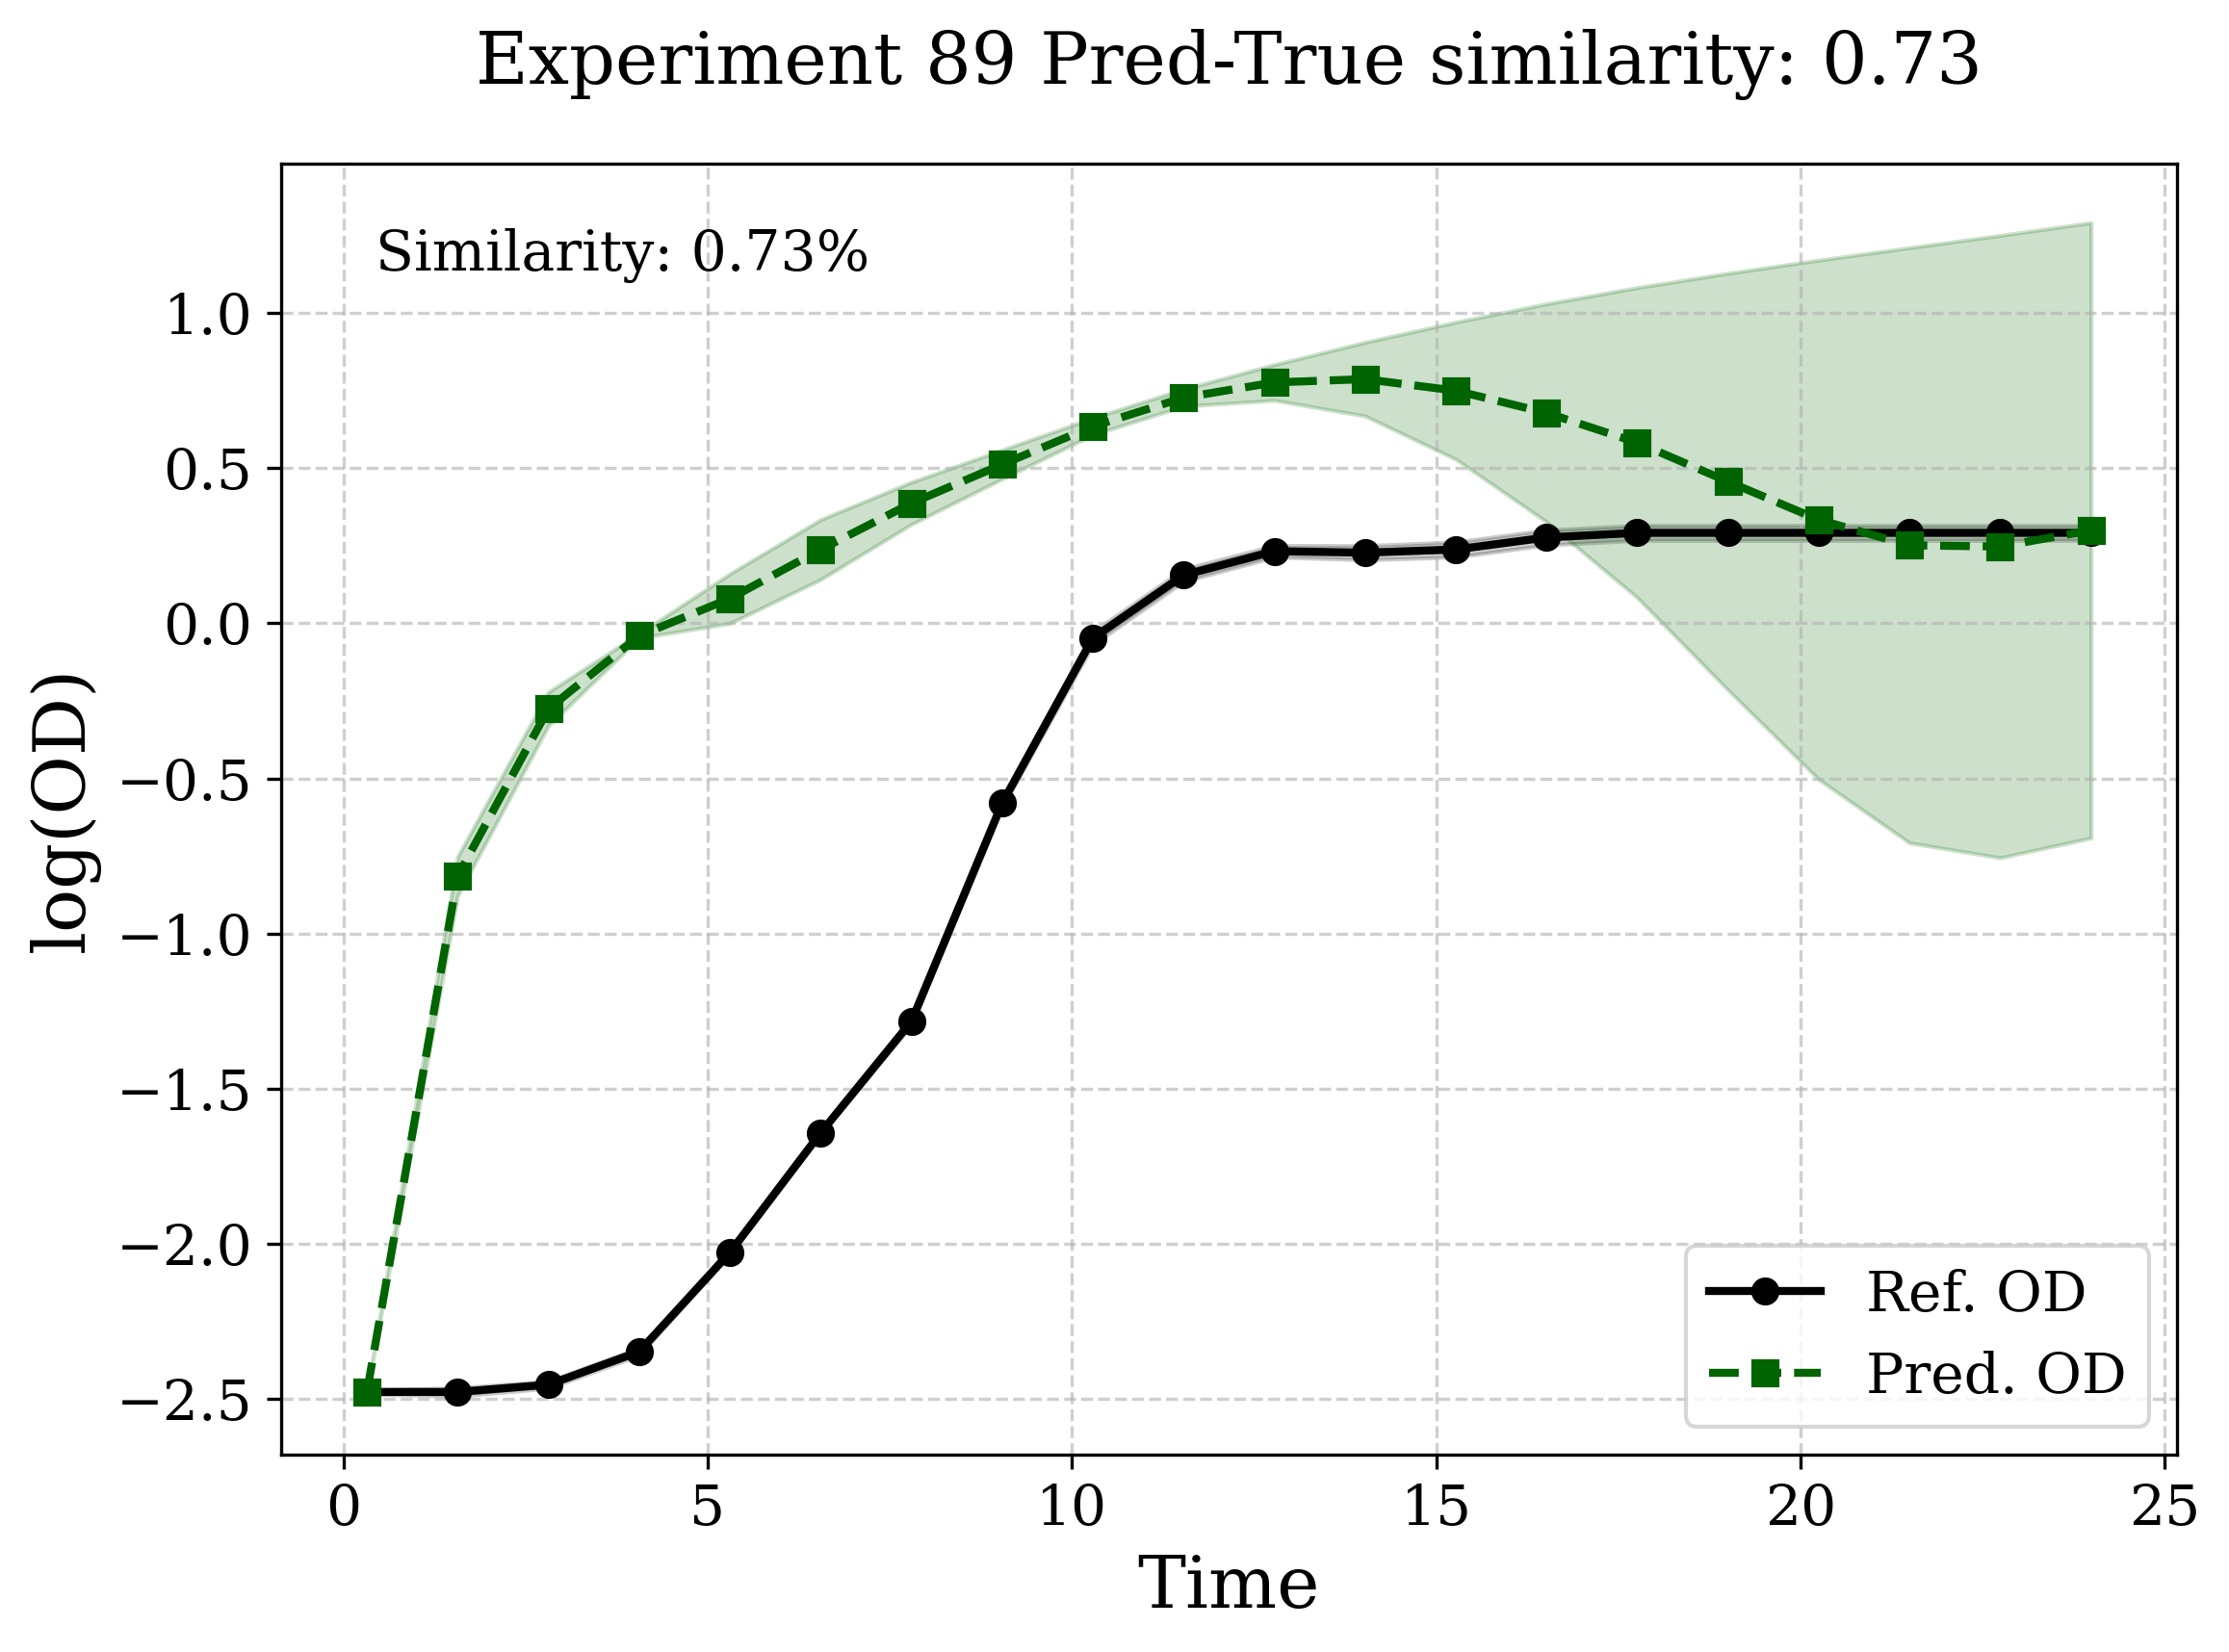 Experiment 89 Pred-True similarity: 0.73
Similarity: 0.73%
1.0
0.5
0.0
−0.5
−1.0
−1.5
−2.0
−2.5
log(OD)
Ref. OD
Pred. OD
0 5 10 15 20 25
Time